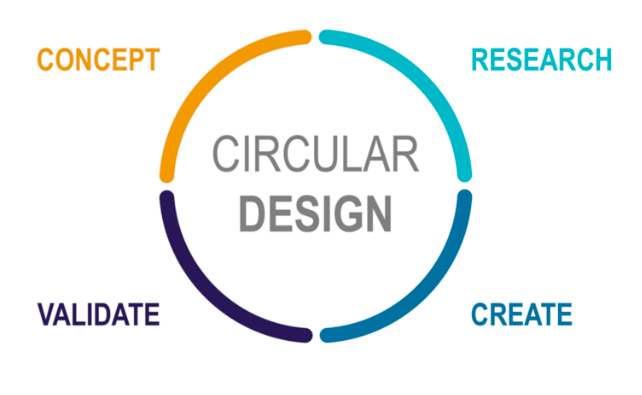 CONCEPT
RESEARCH
CIRCULAR
DESIGN
VALIDATE
CREATE